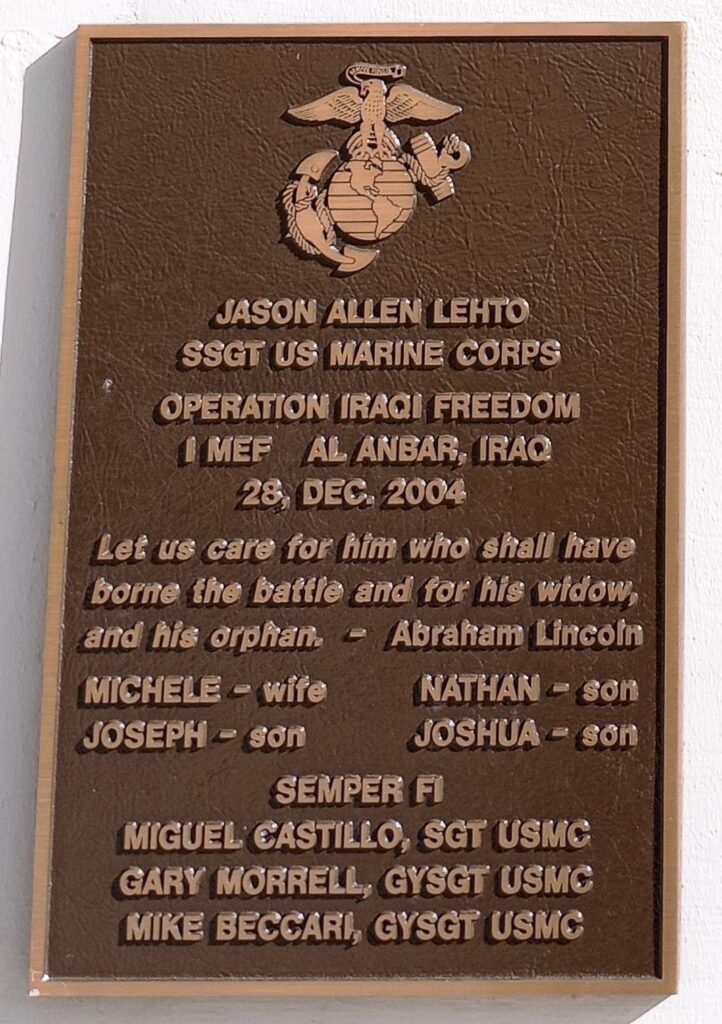 JASON ALLEN LEHTO
SSGT US MARINE CORPS
OPERATION IRAQI FREEDOM
I MEF AL ANBAR, IRAQ
28, DEC. 2004
Let us care for him who shall have
borne the battle and for his widow,
and his orphan. - Abraham Lincoln
MICHELE - wife NATHAN - son
JOSEPH - son JOSHUA - son
SEMPER FI
MIGUEL CASTILLO, SGT USMC
GARY MORRELL, GYSGT USMC
MIKE BECCARI, GYSGT USMC